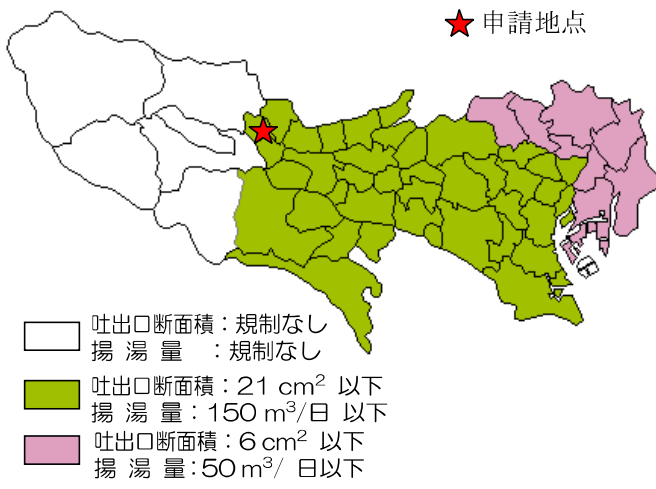 申請地点
吐出口断面積：規制なし
揚 湯 量 ：規制なし
吐出口断面積：21 cm² 以下
揚 湯 量：150 m³/日 以下
吐出口断面積：6 cm² 以下
揚 湯 量：50 m³/ 日以下